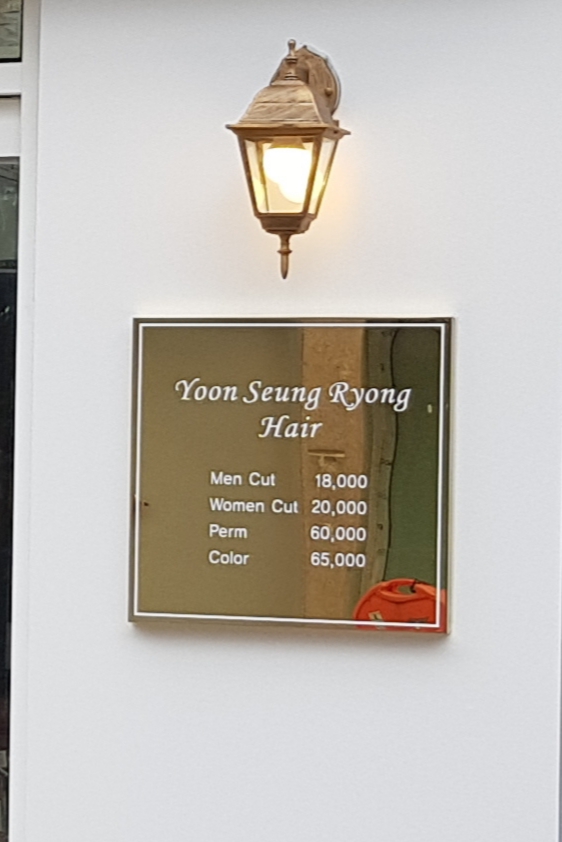 Yoon Seung Ryong
Hair
Men Cut 18,000
Women Cut 20,000
Perm 60,000
Color 65,000